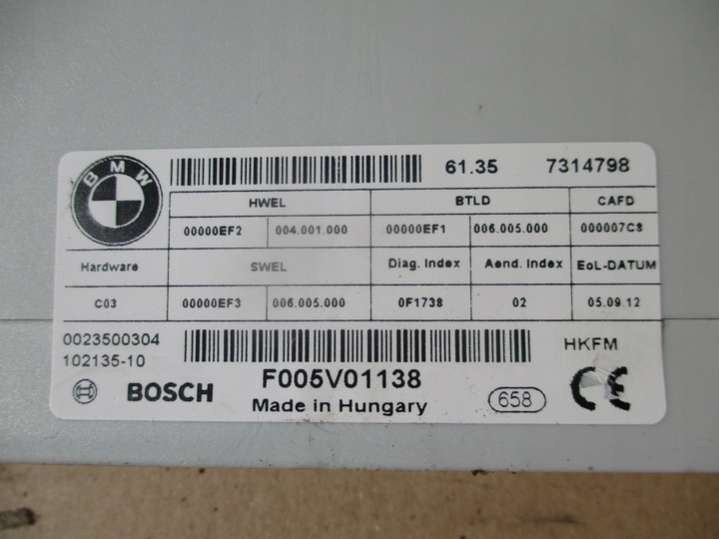 BMW
61.35 7314798
HWEL BTLD CAFD
00000EF2 004.001.000 00000EF1 006.005.000 000007C8
Hardware SWEL Diag. Index Aend. Index EoL-DATUM
C03 00000EF3 006.005.000 0F1738 02 05.09.12
0023500304
102135-10
HKFM
BOSCH F005V01138
Made in Hungary
658
CE